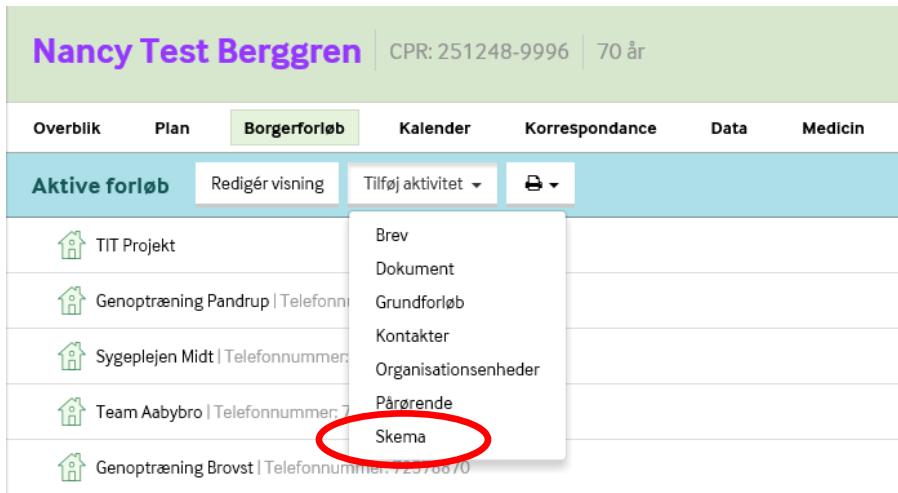 Nancy Test Berggren CPR: 251248-9996 70 år
Overblik Plan Borgerforløb Kalender Korrespondance Data Medicin
Aktive forløb Redigér visning Tilføj aktivitet
Brev
Dokument
Grundforløb
Kontakter
Organisationsenheder
Pårørende
Skema
TIT Projekt
Genoptræning Pandrup | Telefonnu
Sygeplejen Midt | Telefonnummer:
Team Aabybro | Telefonnummer: 7
Genoptræning Brovst | Telefonnummer: